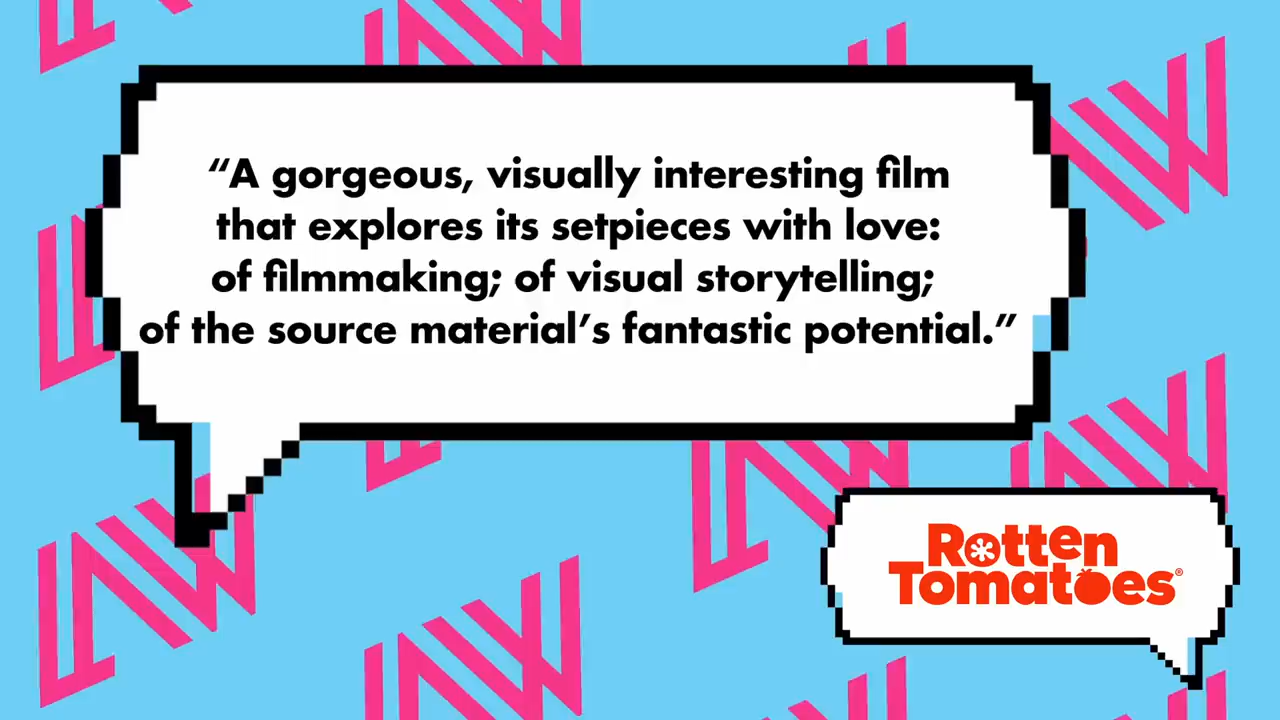 “A gorgeous, visually interesting film
that explores its setpieces with love:
of filmmaking; of visual storytelling;
of the source material’s fantastic potential.”
Rotten
Tomatoes®